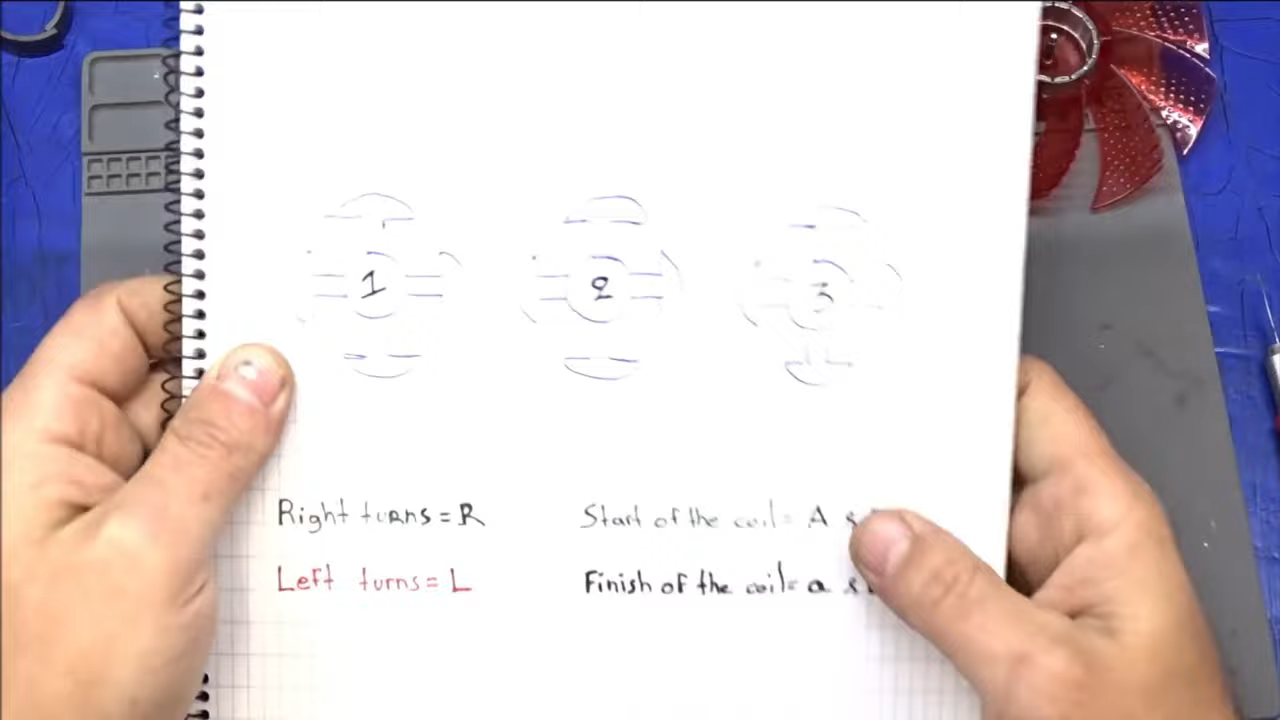 1 2 3
Right turns = R
Start of the coil = A &
Left turns = L
Finish of the coil = a &